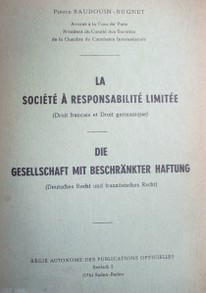 Pierre BAUDOUIN-BUGNET
Avocat à la Cour de Paris
Président du Comité des Sociétés
de la Chambre de Commerce Internationale
LA
SOCIÉTÉ À RESPONSABILITÉ LIMITÉE
(Droit français et Droit germanique)
DIE
GESELLSCHAFT MIT BESCHRÄNKTER HAFTUNG
(Deutsches Recht und französisches Recht)
RÉGIE AUTONOME DES PUBLICATIONS OFFICIELLES
Baden-Baden